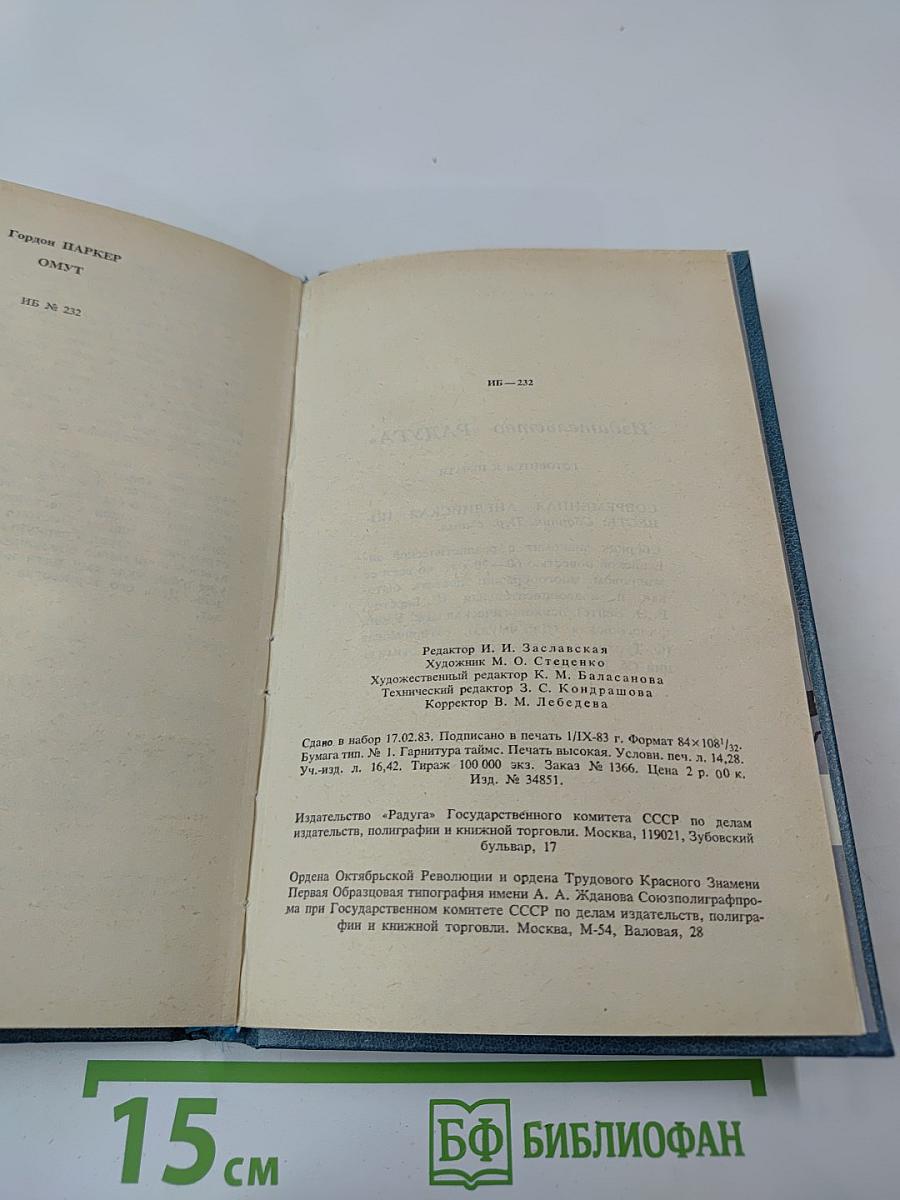 Гордон ПАРКЕР
ОМУТ
ИБ № 232
ИБ — 232
Редактор И. И. Заславская
Художник М. О. Стеценко
Художественный редактор К. М. Баласанова
Технический редактор З. С. Кондрашова
Корректор В. М. Лебедева
Сдано в набор 17.02.83. Подписано в печать 1/IX-83 г. Формат 84×108¹/₃₂.
Бумага тип. № 1. Гарнитура таймс. Печать высокая. Условн. печ. л. 14,28.
Уч.-изд. л. 16,42. Тираж 100 000 экз. Заказ № 1366. Цена 2 р. 00 к.
Изд. № 34851.
Издательство «Радуга» Государственного комитета СССР по делам
издательств, полиграфии и книжной торговли. Москва, 119021, Зубовский
бульвар, 17
Ордена Октябрьской Революции и ордена Трудового Красного Знамени
Первая Образцовая типография имени А. А. Жданова Союзполиграфпро-
ма при Государственном комитете СССР по делам издательств, полигра-
фии и книжной торговли. Москва, М-54, Валовая, 28
15 см
БФ БИБЛИОФАН